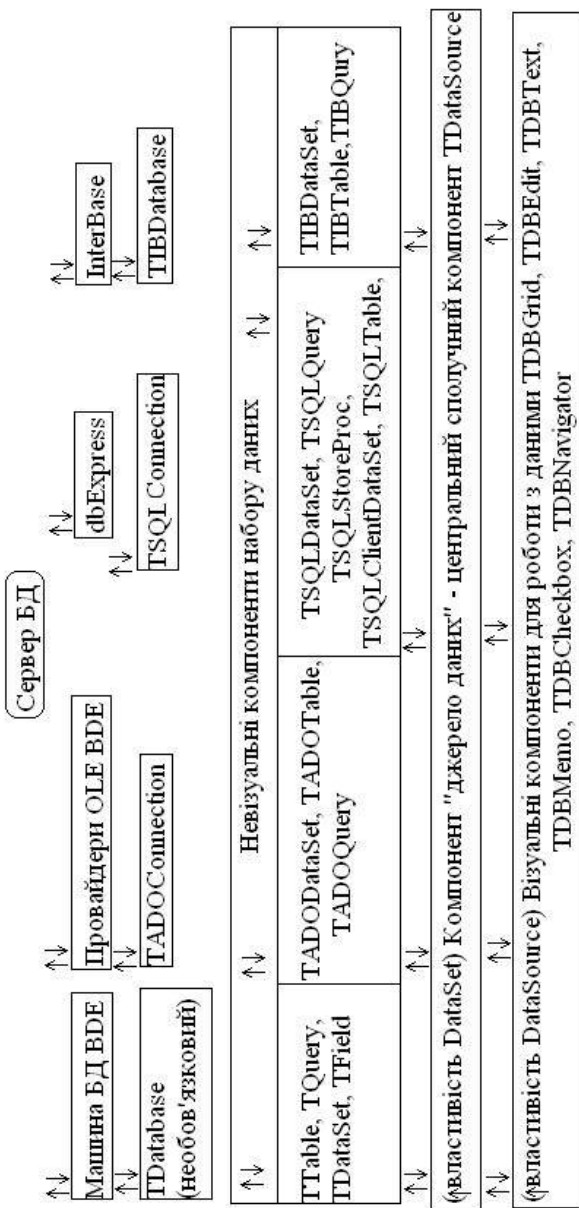 Сервер БД
Машина БД BDE
Провайдери OLE BDE
dbExpress
InterBase
TDatabase
(необов'язковий)
TADOConnection
TSQLConnection
TIBDatabase
Невізуальні компоненти набору даних
TTable, TQuery,
TDataSet, TField
TADODataSet, TADOTable,
TADOQuery
TSQLDataSet, TSQLQuery
TSQLStoreProc,
TSQLClientDataSet, TSQLTable,
TIBDataSet,
TIBTable,TIBQury
(властивість DataSet) Компонент "джерело даних" - центральний сполучний компонент TDataSource
(властивість DataSource) Візуальні компоненти для роботи з даними TDBGrid, TDBEdit, TDBText,
TDBMemo, TDBCheckbox, TDBNavigator